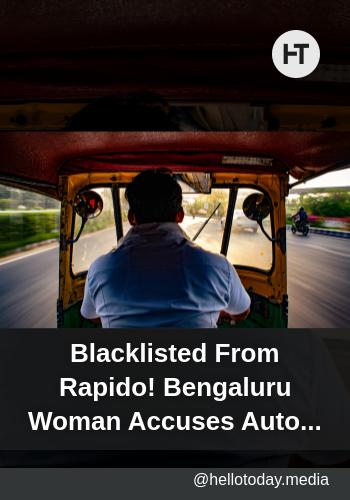 HT
Blacklisted From
Rapido! Bengaluru
Woman Accuses Auto...
@hellotoday.media